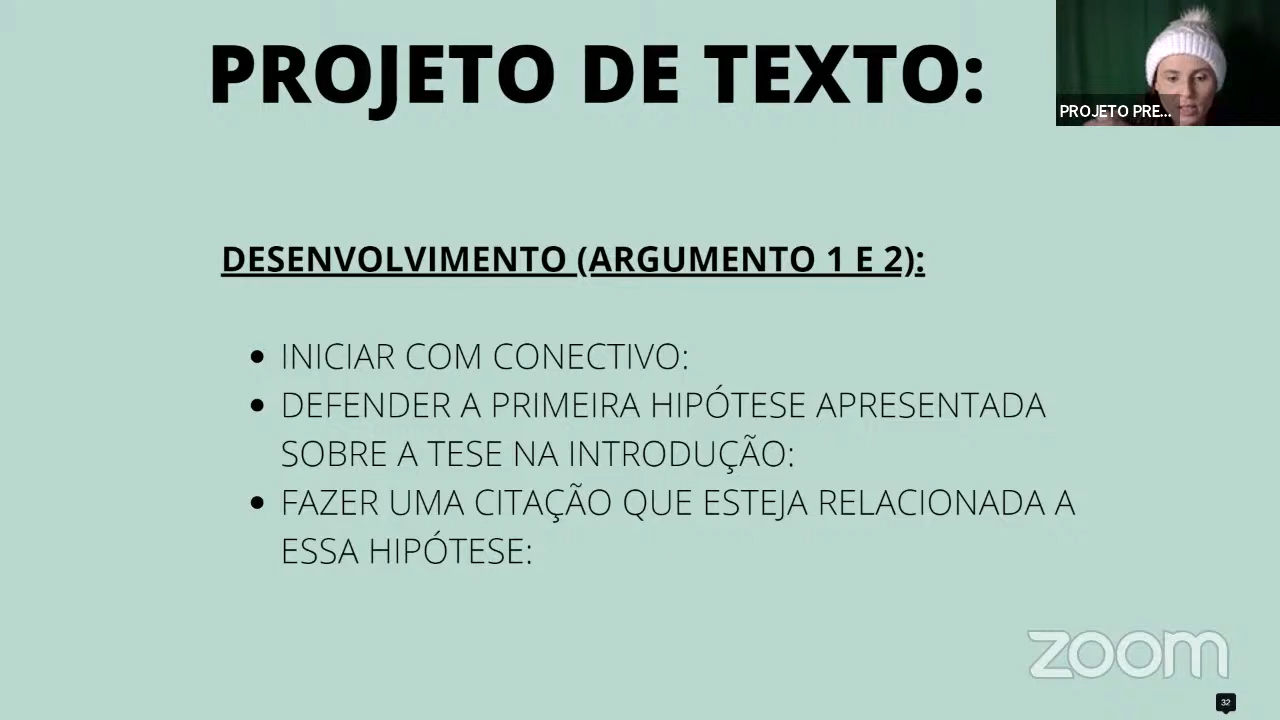 PROJETO DE TEXTO:
PROJETO PRE...
DESENVOLVIMENTO (ARGUMENTO 1 E 2):
INICIAR COM CONECTIVO:
DEFENDER A PRIMEIRA HIPÓTESE APRESENTADA
SOBRE A TESE NA INTRODUÇÃO:
FAZER UMA CITAÇÃO QUE ESTEJA RELACIONADA A
ESSA HIPÓTESE:
zoom
32